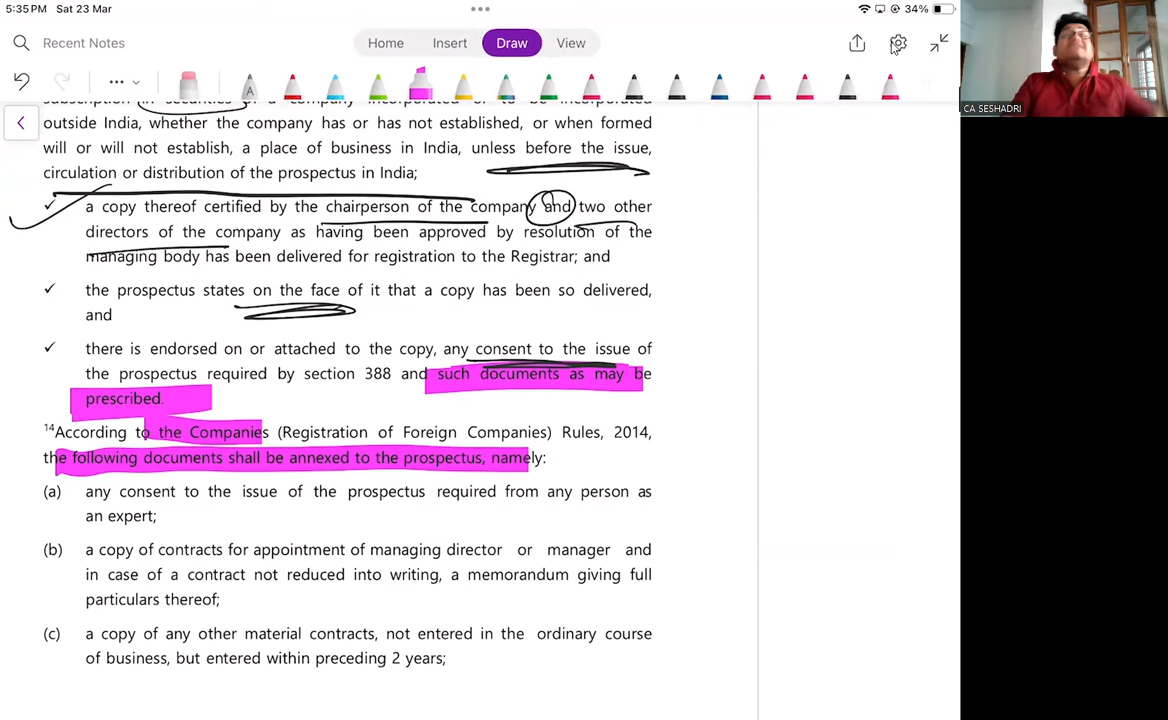 5:35 PM Sat 23 Mar
34%
Recent Notes
Home Insert Draw View
A
CA SESHADRI
subscription in securities of a company incorporated or to be incorporated
outside India, whether the company has or has not established, or when formed
will or will not establish, a place of business in India, unless before the issue,
circulation or distribution of the prospectus in India;
✓ a copy thereof certified by the chairperson of the company and two other
directors of the company as having been approved by resolution of the
managing body has been delivered for registration to the Registrar; and
✓ the prospectus states on the face of it that a copy has been so delivered,
and
✓ there is endorsed on or attached to the copy, any consent to the issue of
the prospectus required by section 388 and such documents as may be
prescribed.
14According to the Companies (Registration of Foreign Companies) Rules, 2014,
the following documents shall be annexed to the prospectus, namely:
(a) any consent to the issue of the prospectus required from any person as
an expert;
(b) a copy of contracts for appointment of managing director or manager and
in case of a contract not reduced into writing, a memorandum giving full
particulars thereof;
(c) a copy of any other material contracts, not entered in the ordinary course
of business, but entered within preceding 2 years;